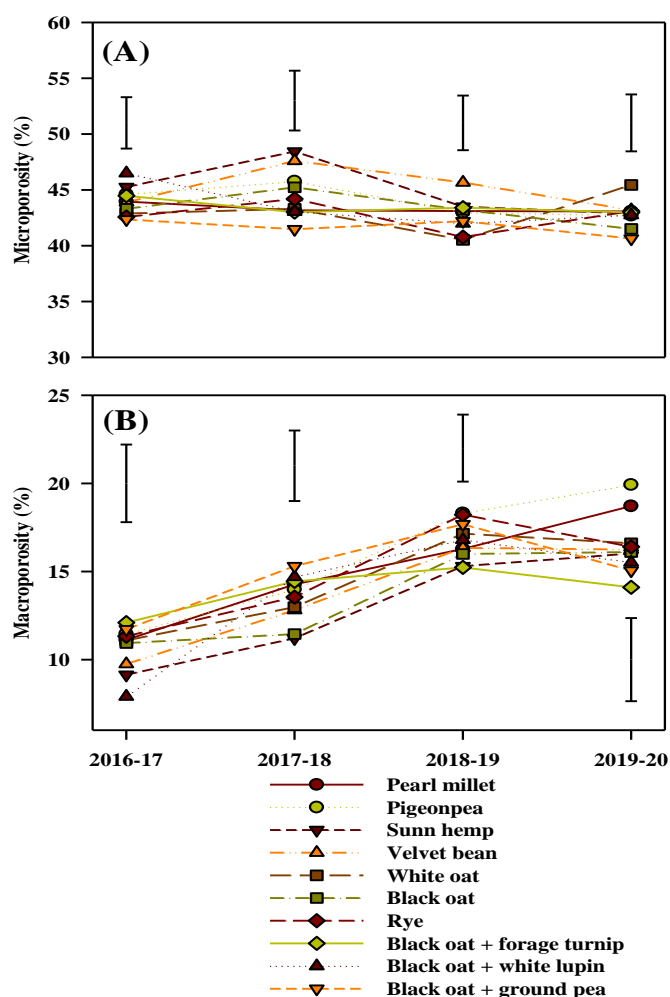 60
(A)
55
50
45
40
35
30
Microporosity (%)
25
(B)
20
15
10
Macroporosity (%)
2016-17 2017-18 2018-19 2019-20
Pearl millet
Pigeonpea
Sunn hemp
Velvet bean
White oat
Black oat
Rye
Black oat + forage turnip
Black oat + white lupin
Black oat + ground pea